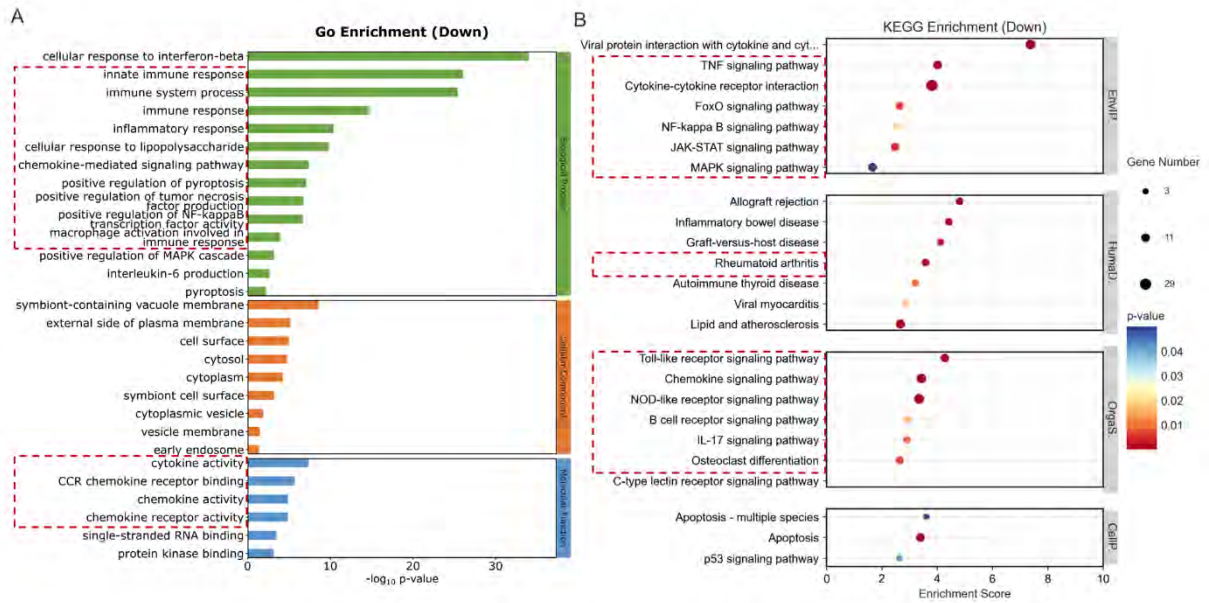 A
Go Enrichment (Down)
cellular response to interferon-beta
innate immune response
immune system process
immune response
inflammatory response
cellular response to lipopolysaccharide
chemokine-mediated signaling pathway
positive regulation of pyroptosis
positive regulation of tumor necrosis
factor production
positive regulation of NF-kappaB
transcription factor activity
macrophage activation involved in
immune response
positive regulation of MAPK cascade
interleukin-6 production
pyroptosis
Biological Process
symbiont-containing vacuole membrane
external side of plasma membrane
cell surface
cytosol
cytoplasm
symbiont cell surface
cytoplasmic vesicle
vesicle membrane
early endosome
Cellular Component
cytokine activity
CCR chemokine receptor binding
chemokine activity
chemokine receptor activity
single-stranded RNA binding
protein kinase binding
Molecular Function
0 10 20 30
-log10 p-value
B
KEGG Enrichment (Down)
Viral protein interaction with cytokine and cyt...
TNF signaling pathway
Cytokine-cytokine receptor interaction
FoxO signaling pathway
NF-kappa B signaling pathway
JAK-STAT signaling pathway
MAPK signaling pathway
EnvIP.
Allograft rejection
Inflammatory bowel disease
Graft-versus-host disease
Rheumatoid arthritis
Autoimmune thyroid disease
Viral myocarditis
Lipid and atherosclerosis
HumaD.
Toll-like receptor signaling pathway
Chemokine signaling pathway
NOD-like receptor signaling pathway
B cell receptor signaling pathway
IL-17 signaling pathway
Osteoclast differentiation
C-type lectin receptor signaling pathway
OrgaS.
Apoptosis - multiple species
Apoptosis
p53 signaling pathway
CellP.
0 2 4 6 8 10
Enrichment Score
Gene Number
3
11
29
p-value
0.04
0.03
0.02
0.01